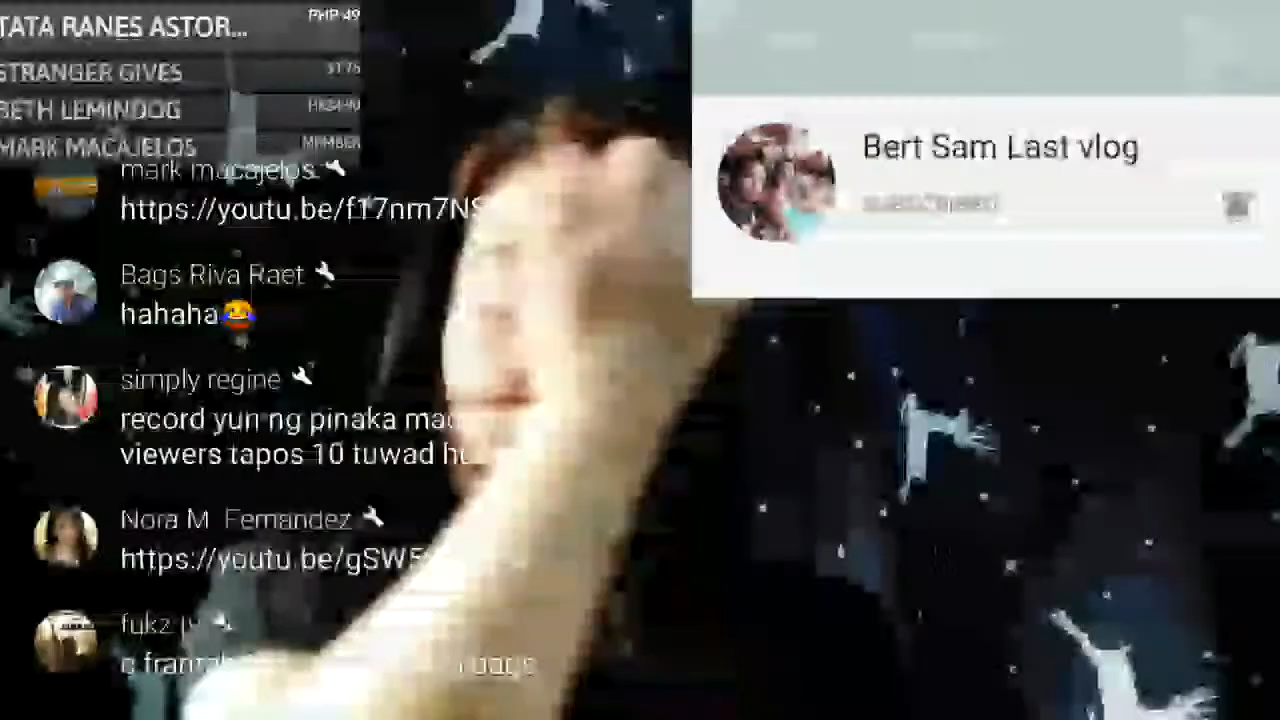 TATA RANES ASTOR...
PHP 49
STRANGER GIVES
BETH LEMINDOG
MARK MACAJELOS
MEMBER
mark macajelos
https://youtu.be/f17nm7NS
Bags Riva Raet
hahaha😂
simply regine
record yun ng pinaka
viewers tapos 10 tuwad
Nora M Fernandez
https://youtu.be/gSW5
fukz
Bert Sam Last vlog